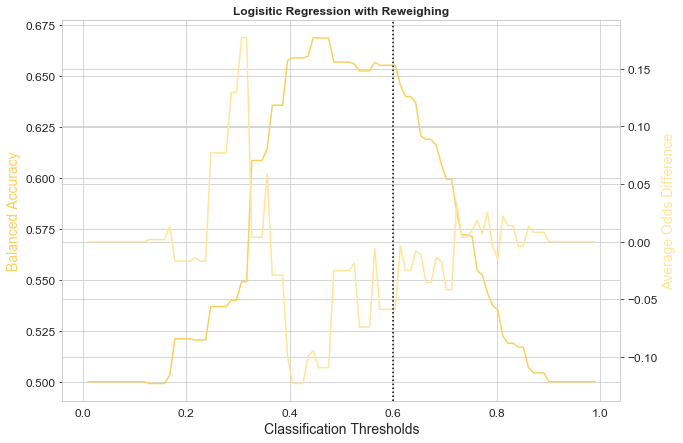 Logisitic Regression with Reweighing
0.675
0.650
0.625
0.600
0.575
0.550
0.525
0.500
Balanced Accuracy
0.15
0.10
0.05
0.00
−0.05
−0.10
Average Odds Difference
0.0 0.2 0.4 0.6 0.8 1.0
Classification Thresholds